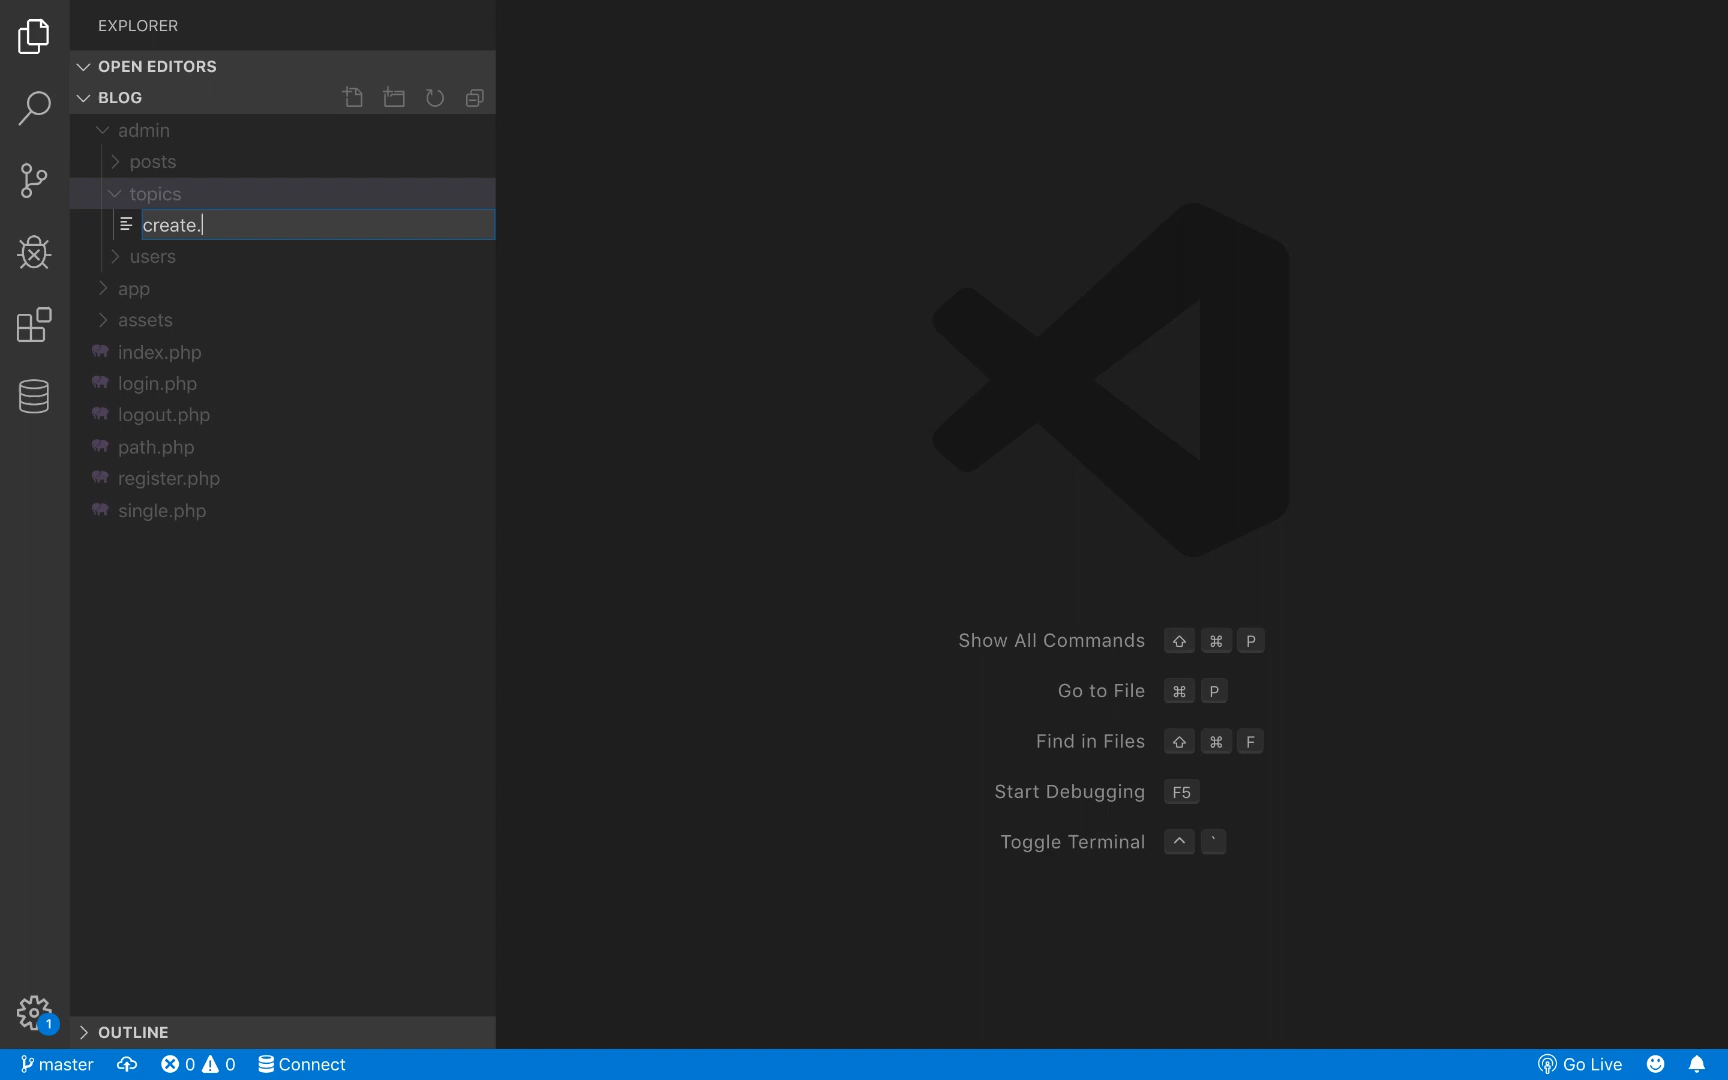 EXPLORER
OPEN EDITORS
BLOG
admin
posts
topics
create.
users
app
assets
index.php
login.php
logout.php
path.php
register.php
single.php
Show All Commands ⇧ ⌘ P
Go to File ⌘ P
Find in Files ⇧ ⌘ F
Start Debugging F5
Toggle Terminal ^ `
1
OUTLINE
master 0 0 Connect Go Live